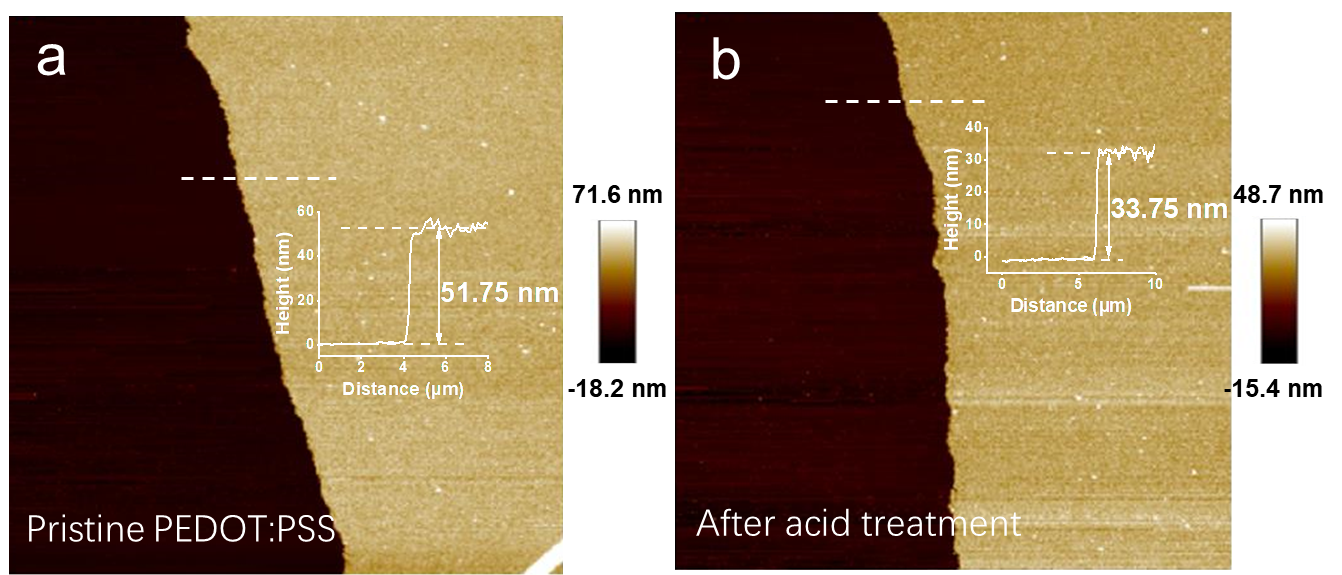 a
71.6 nm
-18.2 nm
60
40
20
0
Height (nm)
51.75 nm
0 2 4 6 8
Distance (μm)
Pristine PEDOT:PSS
b
48.7 nm
-15.4 nm
40
30
20
10
0
Height (nm)
33.75 nm
0 5 10
Distance (μm)
After acid treatment